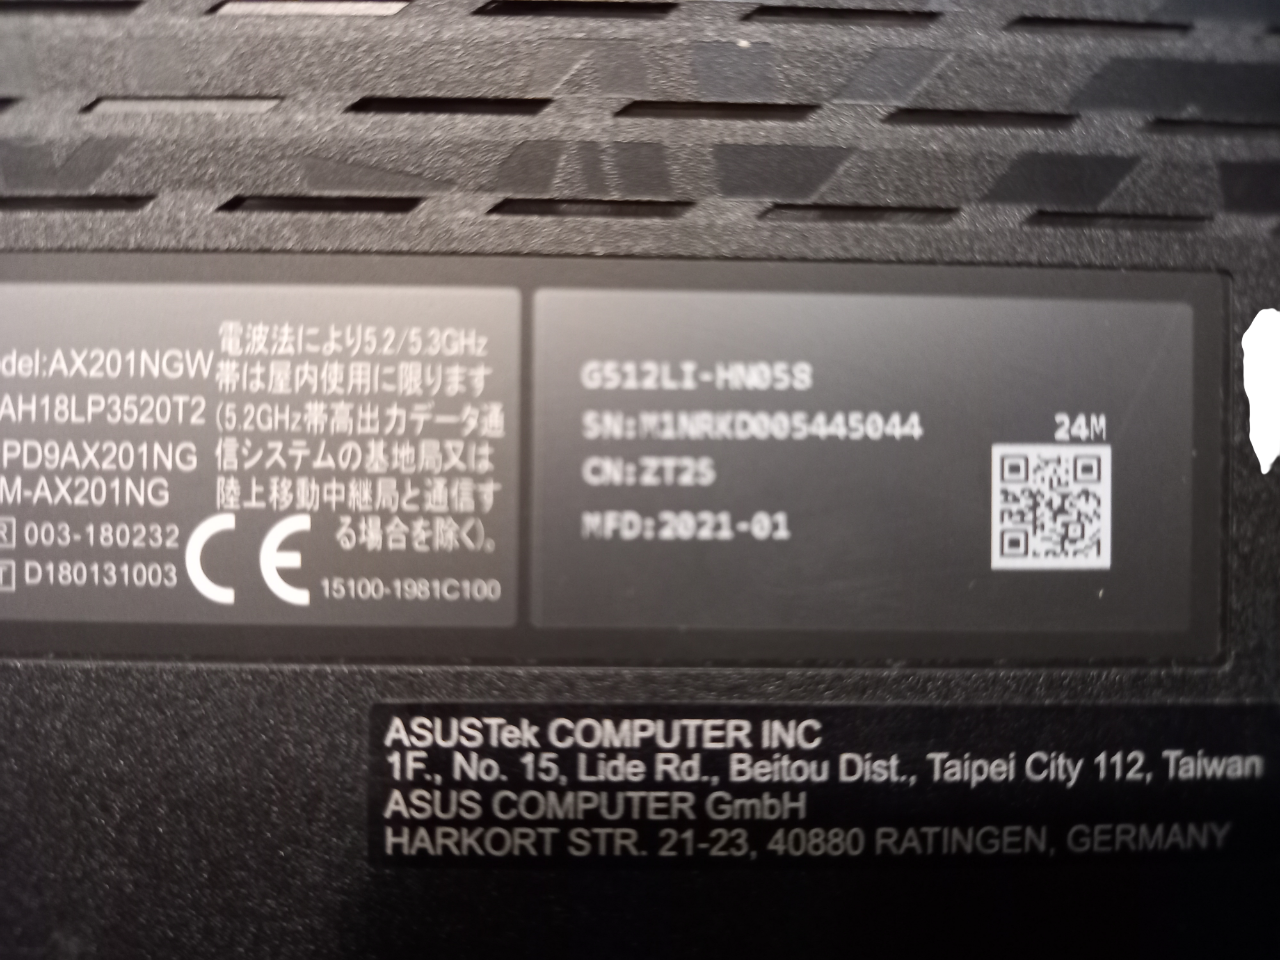 del:AX201NGW
AH18LP3520T2
PD9AX201NG
M-AX201NG
R 003-180232
T D180131003
電波法により5.2/5.3GHz
帯は屋内使用に限ります
(5.2GHz帯高出力データ通
信システムの基地局又は
陸上移動中継局と通信す
る場合を除く)。
CE
15100-1981C100
G512LI-HN058
SN:M1NRKD005445044
CN:ZT2S
MFD:2021-01
24M
ASUSTek COMPUTER INC
1F., No. 15, Lide Rd., Beitou Dist., Taipei City 112, Taiwan
ASUS COMPUTER GmbH
HARKORT STR. 21-23, 40880 RATINGEN, GERMANY